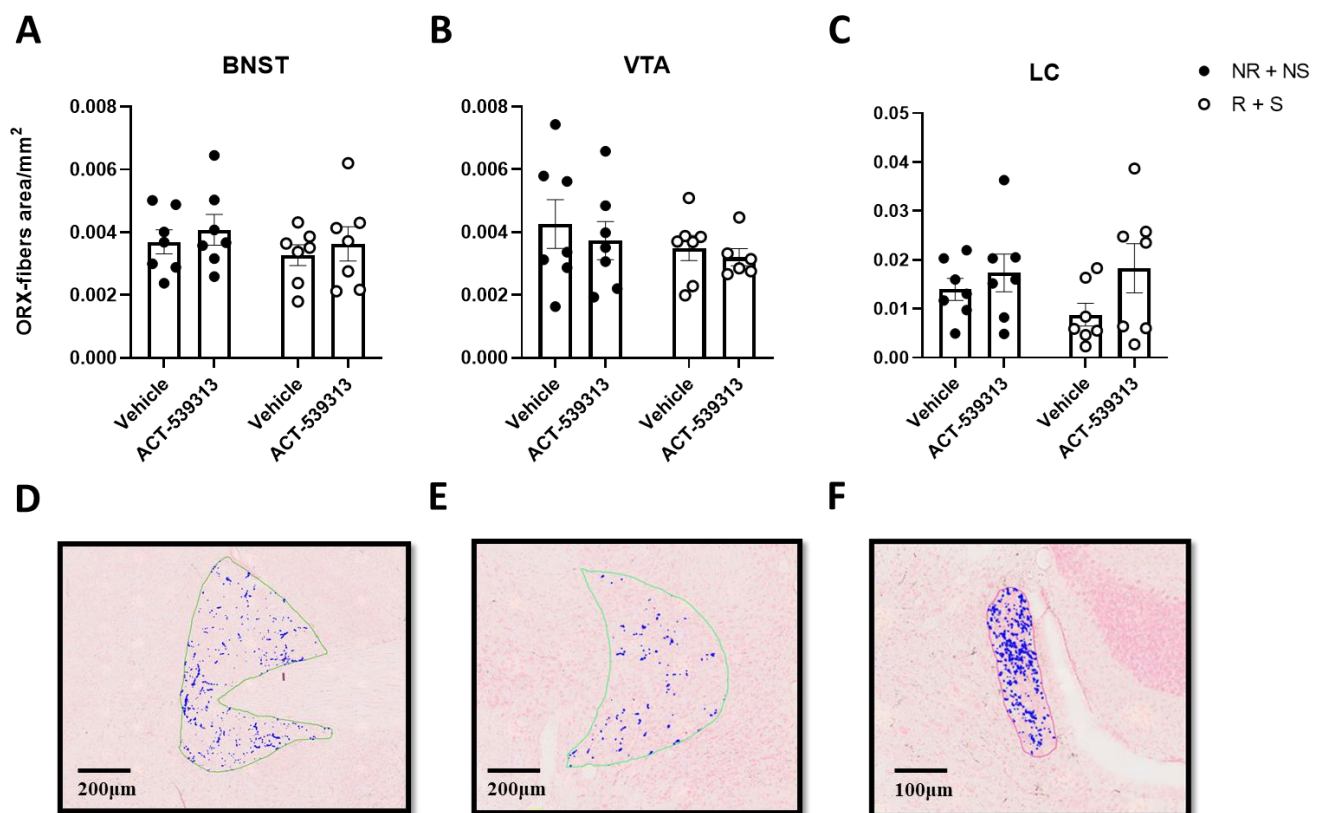 A
B
C
BNST
VTA
LC
NR + NS
R + S
ORX-fibers area/mm²
0.008
0.006
0.004
0.002
0.000
Vehicle
ACT-539313
Vehicle
ACT-539313
0.008
0.006
0.004
0.002
0.000
Vehicle
ACT-539313
Vehicle
ACT-539313
0.05
0.04
0.03
0.02
0.01
0.00
Vehicle
ACT-539313
Vehicle
ACT-539313
D
E
F
200μm
200μm
100μm